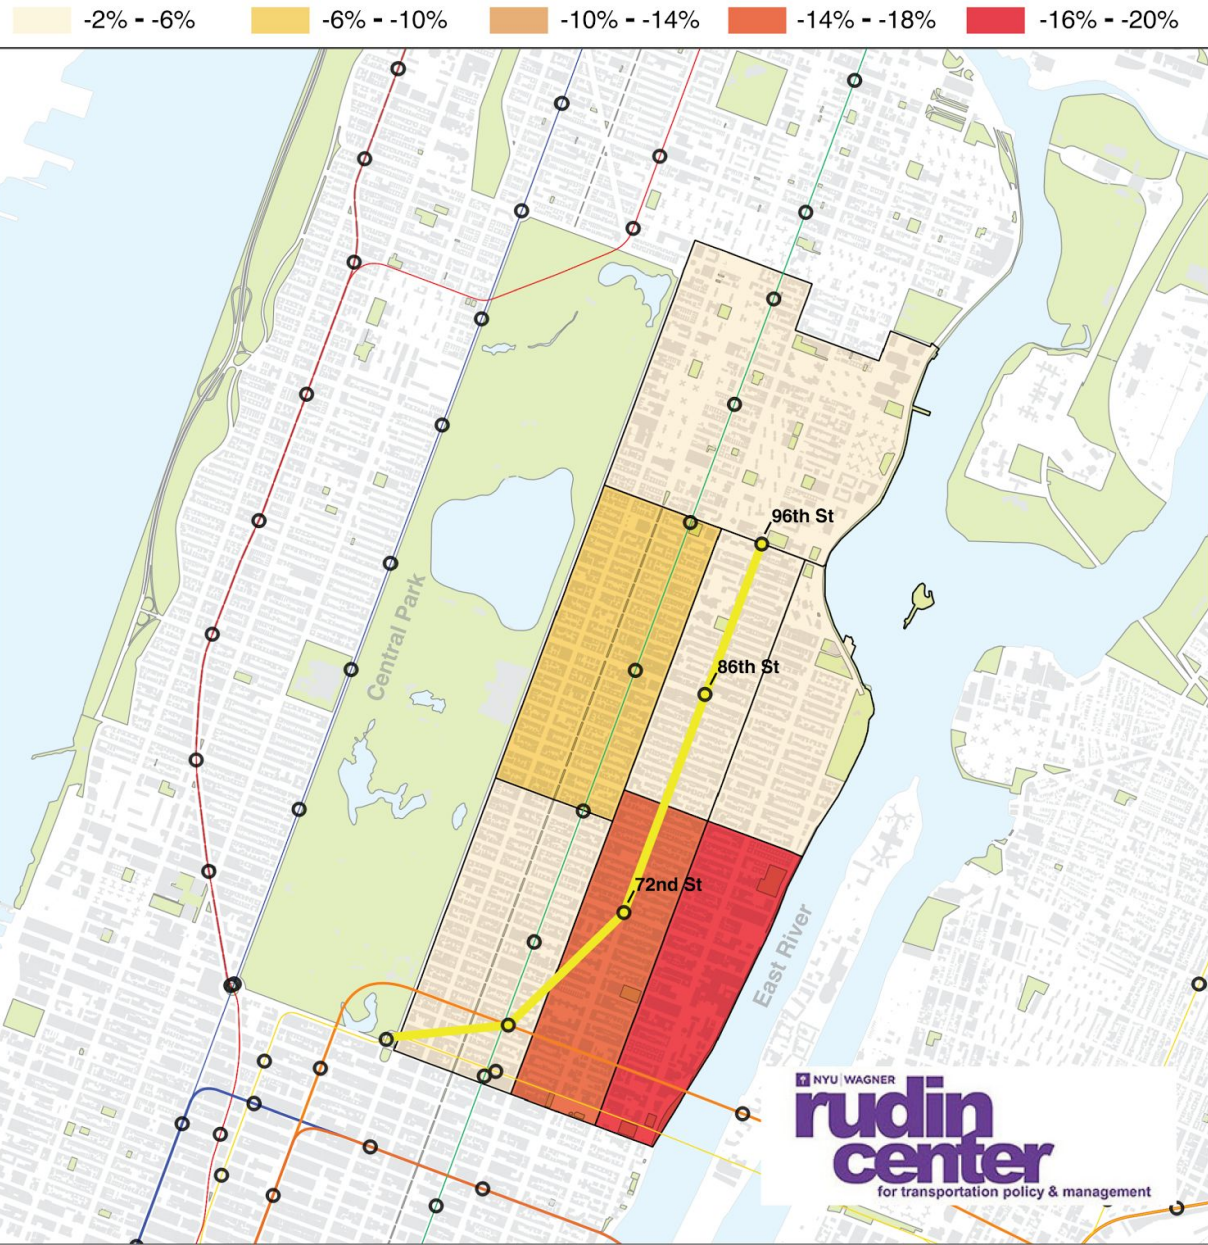 -2% - -6%
-6% - -10%
-10% - -14%
-14% - -18%
-16% - -20%
96th St
86th St
Central Park
72nd St
East River
NYU WAGNER
rudin
center
for transportation policy & management